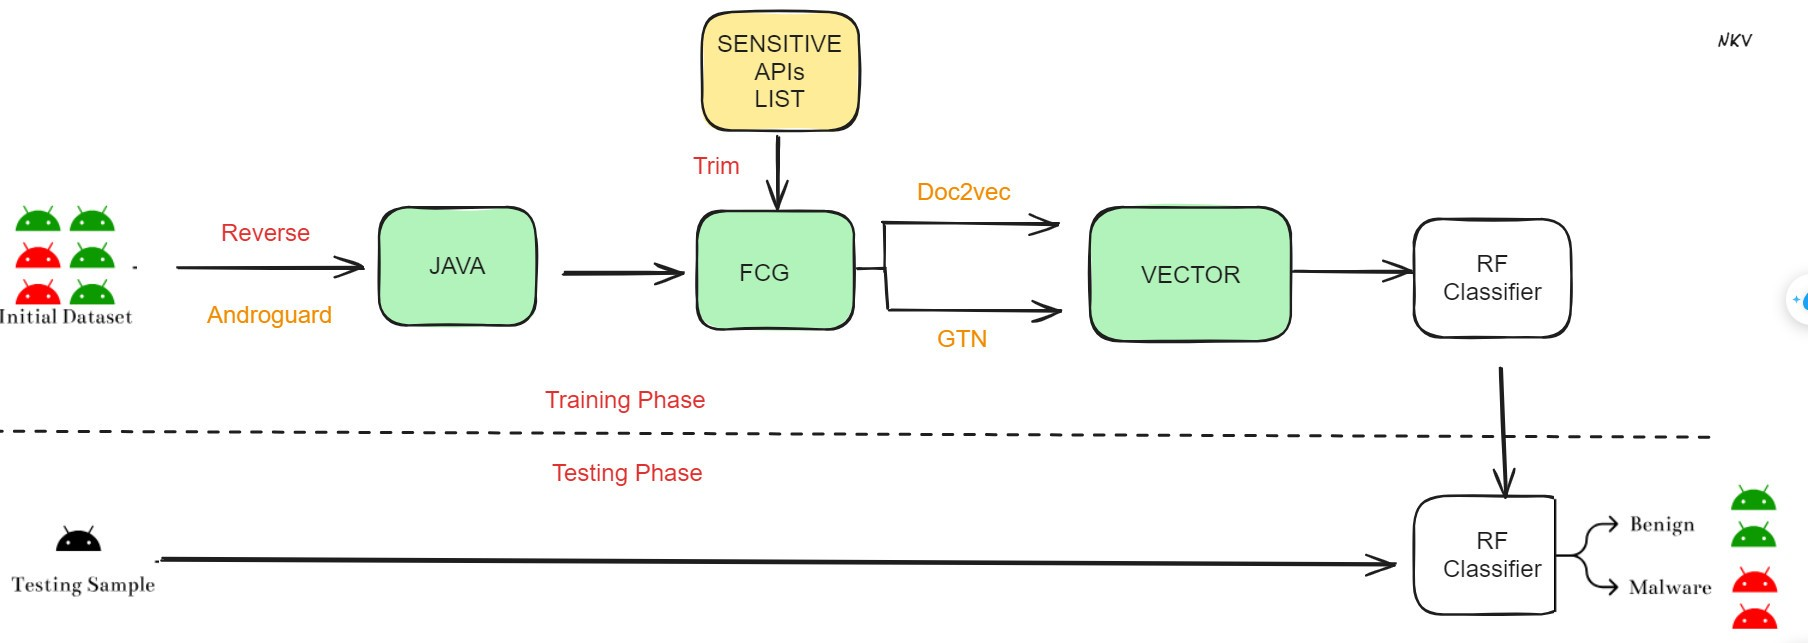 SENSITIVE
APIs
LIST
NKV
Trim
Doc2vec
Reverse
JAVA
FCG
VECTOR
RF
Classifier
Initial Dataset
Androguard
GTN
Training Phase
Testing Phase
Testing Sample
RF
Classifier
Benign
Malware